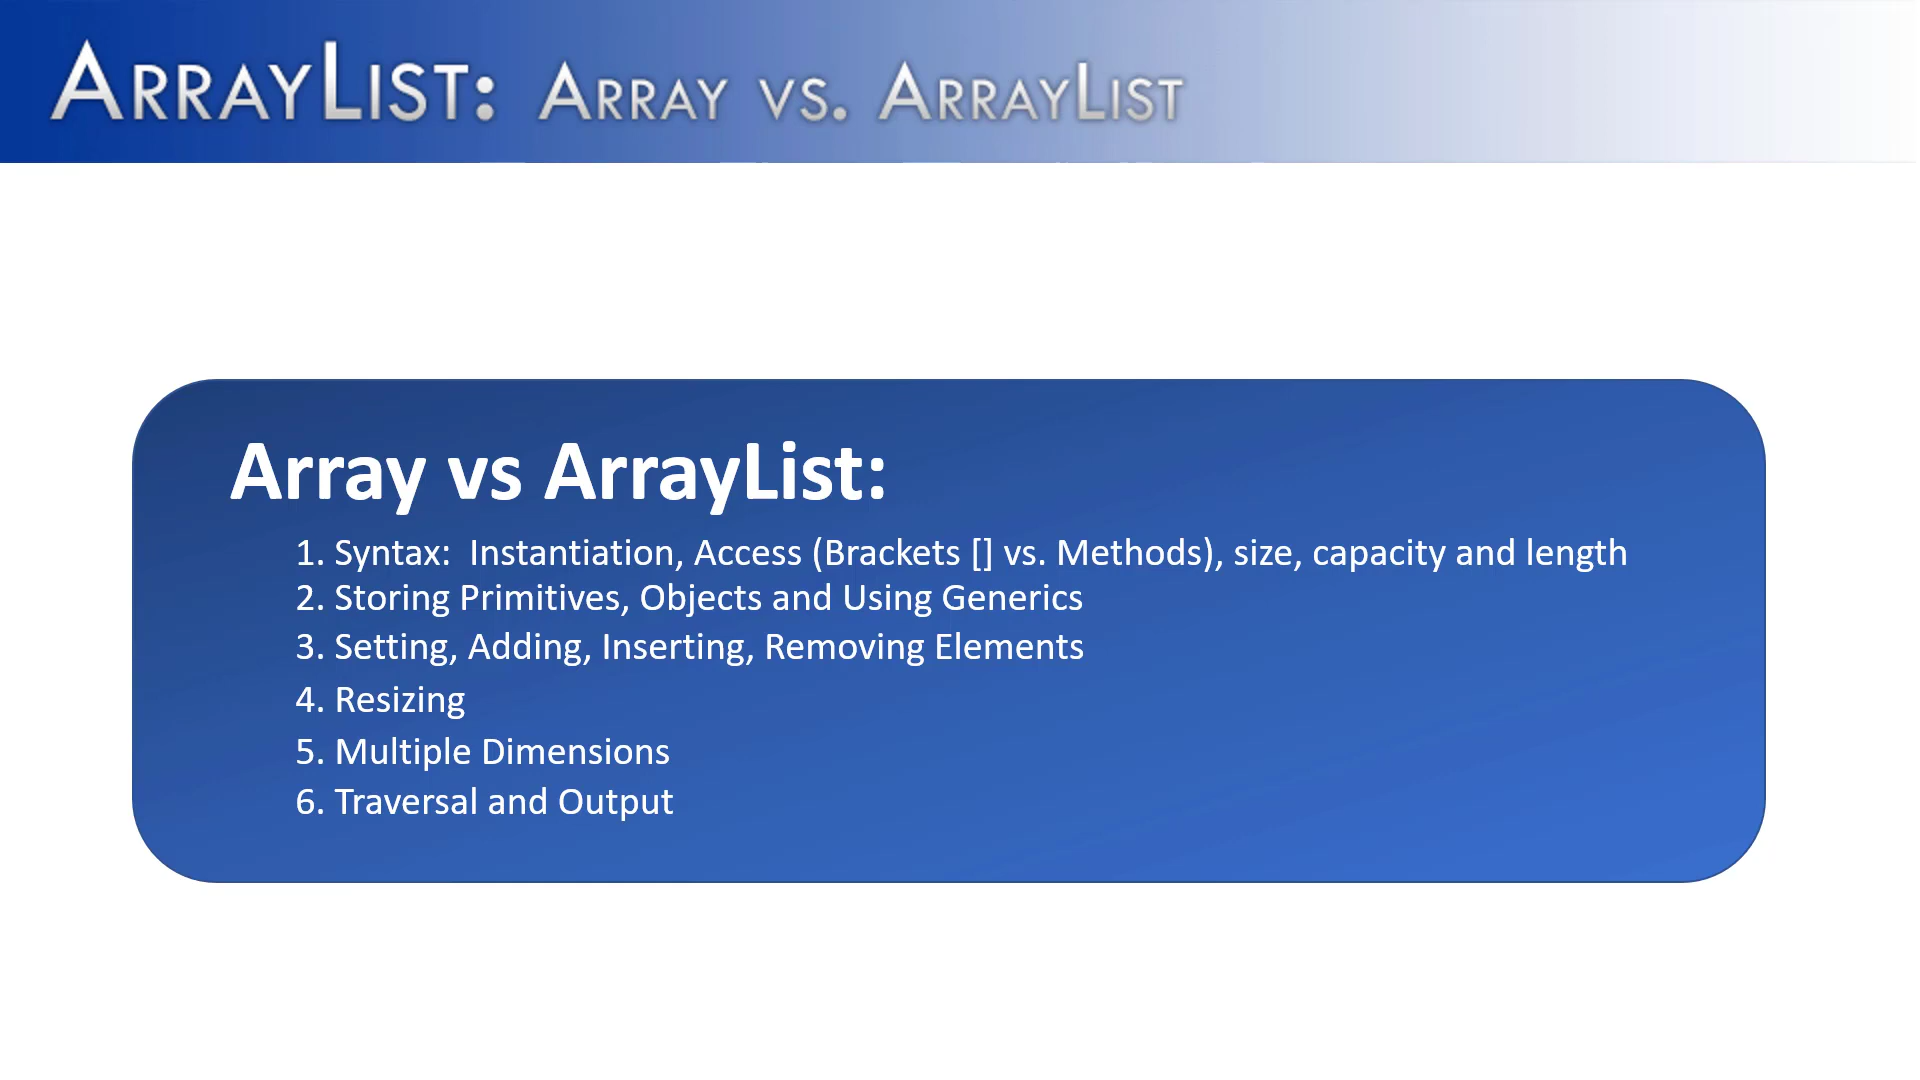 ArrayList: Array vs. ArrayList
Array vs ArrayList:
1. Syntax:  Instantiation, Access (Brackets [] vs. Methods), size, capacity and length
2. Storing Primitives, Objects and Using Generics
3. Setting, Adding, Inserting, Removing Elements
4. Resizing
5. Multiple Dimensions
6. Traversal and Output